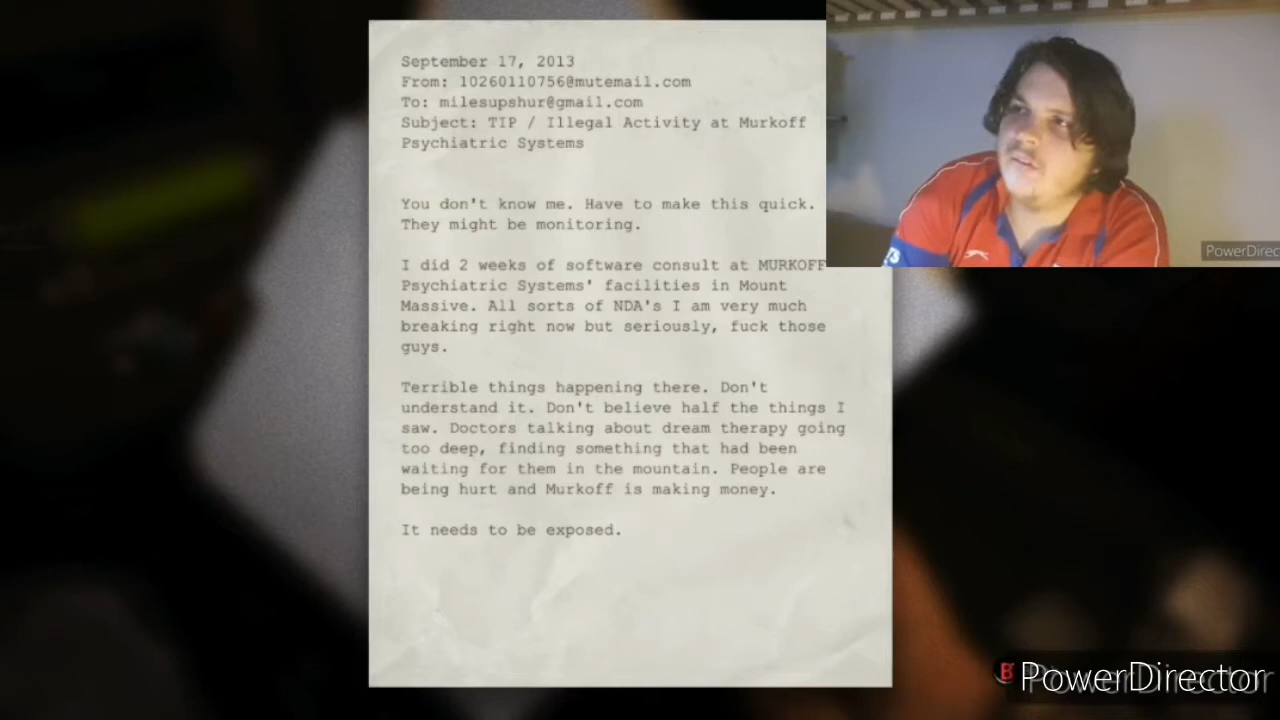 September 17, 2013
From: 10260110756@mutemail.com
To: milesupshur@gmail.com
Subject: TIP / Illegal Activity at Murkoff
Psychiatric Systems
You don't know me. Have to make this quick.
They might be monitoring.
I did 2 weeks of software consult at MURKOFF
Psychiatric Systems' facilities in Mount
Massive. All sorts of NDA's I am very much
breaking right now but seriously, fuck those
guys.
Terrible things happening there. Don't
understand it. Don't believe half the things I
saw. Doctors talking about dream therapy going
too deep, finding something that had been
waiting for them in the mountain. People are
being hurt and Murkoff is making money.
It needs to be exposed.
PowerDirec
B PowerDirector